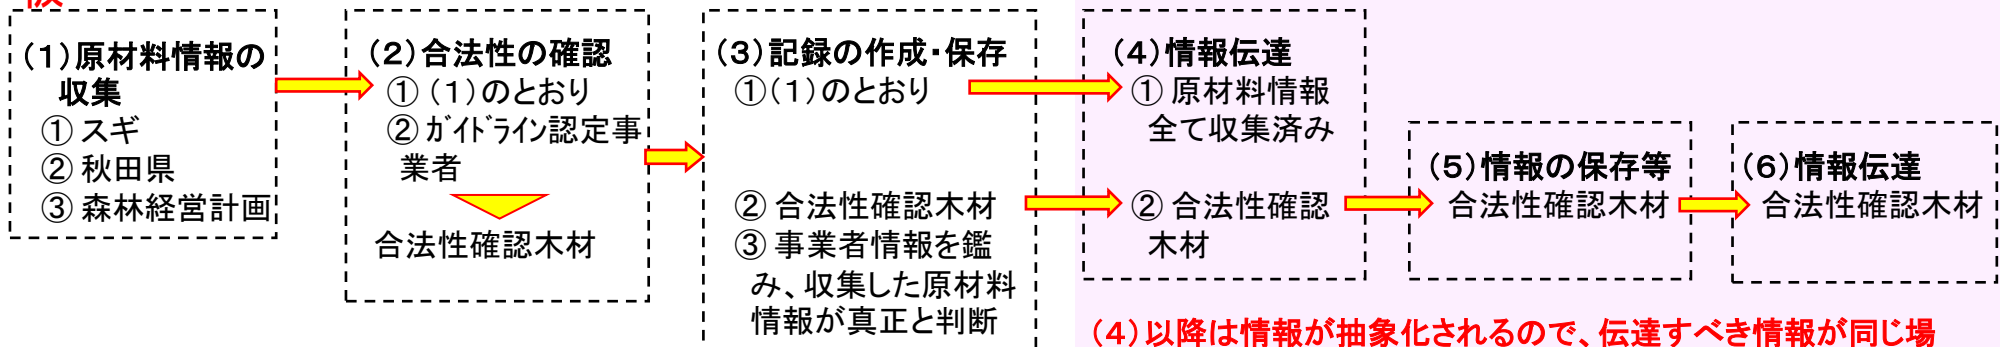 (1)原材料情報の
収集
① スギ
② 秋田県
③ 森林経営計画
(2)合法性の確認
① (1)のとおり
② ｶﾞｲﾄﾞﾗｲﾝ認定事
業者
合法性確認木材
(3)記録の作成・保存
①(1)のとおり
② 合法性確認木材
③ 事業者情報を鑑
み、収集した原材料
情報が真正と判断
(4)情報伝達
① 原材料情報
全て収集済み
② 合法性確認
木材
(5)情報の保存等
合法性確認木材
(6)情報伝達
合法性確認木材
(4)以降は情報が抽象化されるので、伝達すべき情報が同じ場